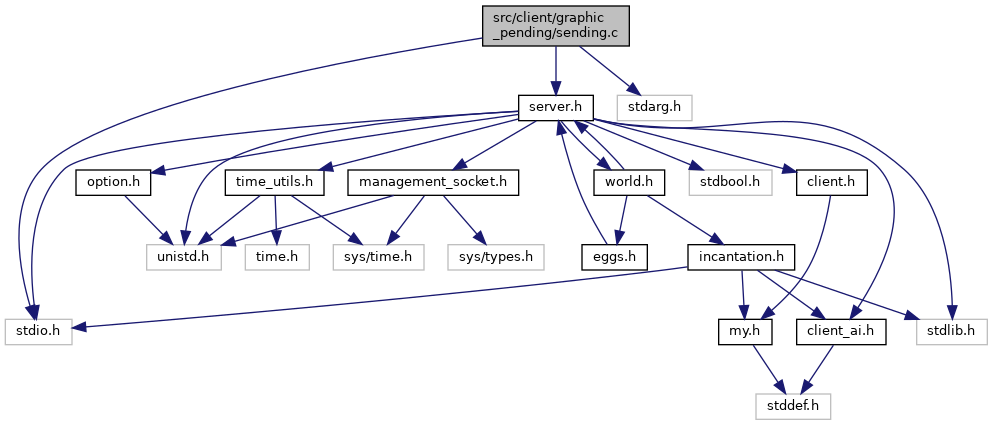 src/client/graphic
_pending/sending.c
server.h
stdarg.h
option.h
time_utils.h
management_socket.h
world.h
stdbool.h
client.h
unistd.h
time.h
sys/time.h
sys/types.h
eggs.h
incantation.h
stdio.h
my.h
client_ai.h
stdlib.h
stddef.h